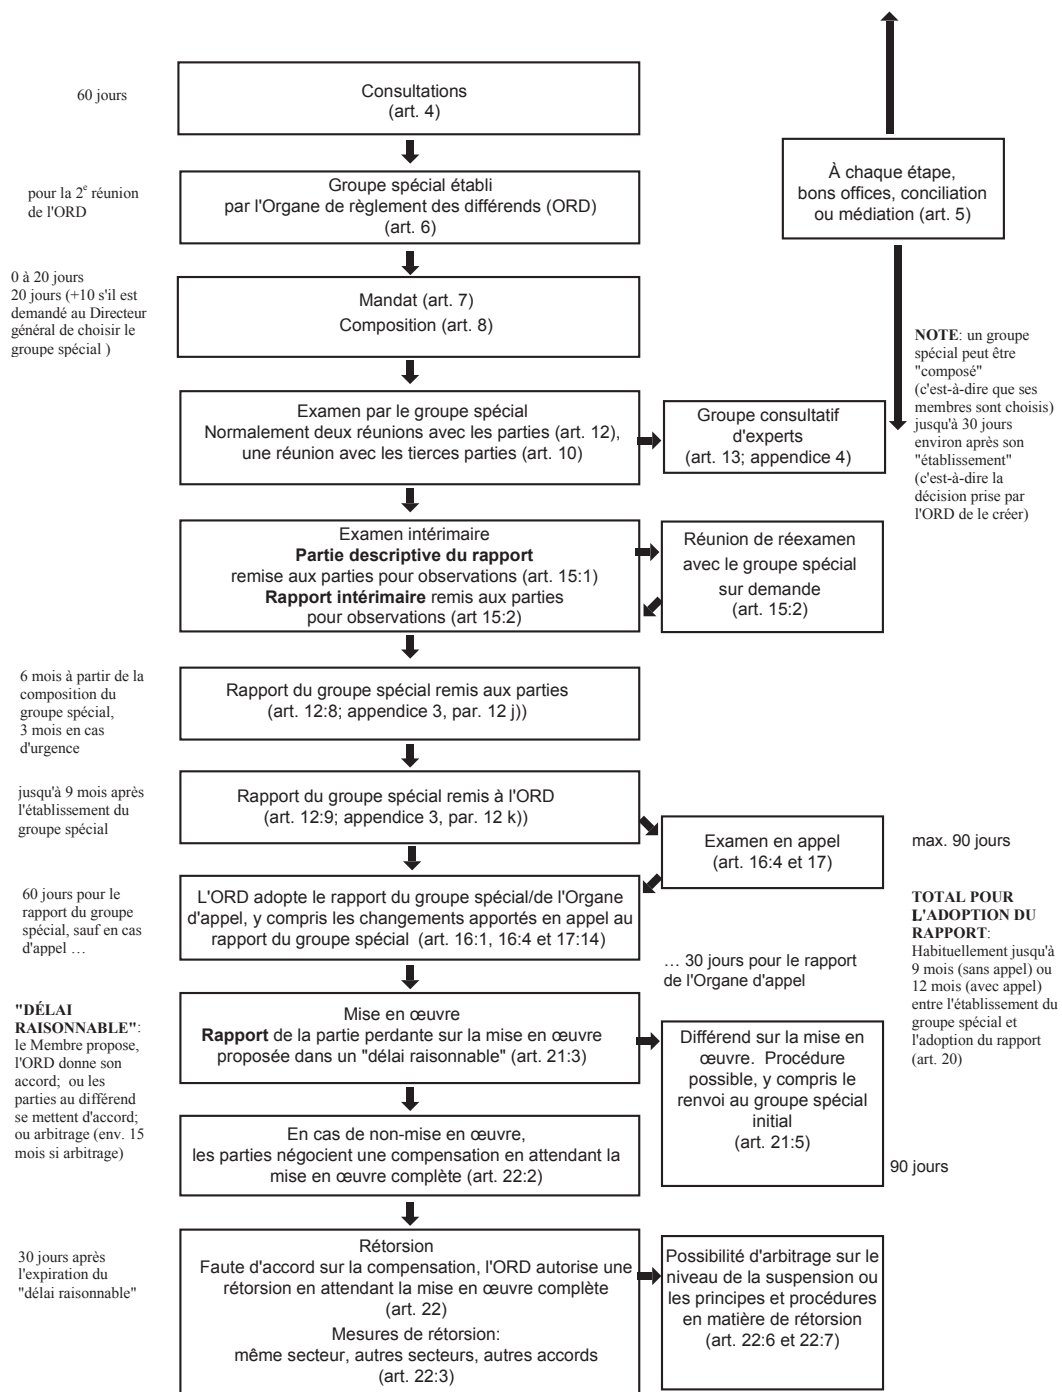 60 jours
Consultations
(art. 4)
À chaque étape,
bons offices, conciliation
ou médiation (art. 5)
pour la 2e réunion
de l'ORD
Groupe spécial établi
par l'Organe de règlement des différends (ORD)
(art. 6)
0 à 20 jours
20 jours (+10 s'il est
demandé au Directeur
général de choisir le
groupe spécial )
Mandat (art. 7)
Composition (art. 8)
NOTE: un groupe
spécial peut être
"composé"
(c'est-à-dire que ses
membres sont choisis)
jusqu'à 30 jours
environ après son
"établissement"
(c'est-à-dire la
décision prise par
l'ORD de le créer)
Examen par le groupe spécial
Normalement deux réunions avec les parties (art. 12),
une réunion avec les tierces parties (art. 10)
Groupe consultatif
d'experts
(art. 13; appendice 4)
Examen intérimaire
Partie descriptive du rapport
remise aux parties pour observations (art. 15:1)
Rapport intérimaire remis aux parties
pour observations (art 15:2)
Réunion de réexamen
avec le groupe spécial
sur demande
(art. 15:2)
6 mois à partir de la
composition du
groupe spécial,
3 mois en cas
d'urgence
Rapport du groupe spécial remis aux parties
(art. 12:8; appendice 3, par. 12 j))
jusqu'à 9 mois après
l'établissement du
groupe spécial
Rapport du groupe spécial remis à l'ORD
(art. 12:9; appendice 3, par. 12 k))
Examen en appel
(art. 16:4 et 17)
max. 90 jours
60 jours pour le
rapport du groupe
spécial, sauf en cas
d'appel …
L'ORD adopte le rapport du groupe spécial/de l'Organe
d'appel, y compris les changements apportés en appel au
rapport du groupe spécial (art. 16:1, 16:4 et 17:14)
… 30 jours pour le rapport
de l'Organe d'appel
TOTAL POUR
L'ADOPTION DU
RAPPORT:
Habituellement jusqu'à
9 mois (sans appel) ou
12 mois (avec appel)
entre l'établissement du
groupe spécial et
l'adoption du rapport
(art. 20)
"DÉLAI
RAISONNABLE":
le Membre propose,
l'ORD donne son
accord; ou les
parties au différend
se mettent d'accord;
ou arbitrage (env. 15
mois si arbitrage)
Mise en œuvre
Rapport de la partie perdante sur la mise en œuvre
proposée dans un "délai raisonnable" (art. 21:3)
Différend sur la mise en
œuvre. Procédure
possible, y compris le
renvoi au groupe spécial
initial
(art. 21:5)
90 jours
En cas de non-mise en œuvre,
les parties négocient une compensation en attendant la
mise en œuvre complète (art. 22:2)
30 jours après
l'expiration du
"délai raisonnable"
Rétorsion
Faute d'accord sur la compensation, l'ORD autorise une
rétorsion en attendant la mise en œuvre complète
(art. 22)
Mesures de rétorsion:
même secteur, autres secteurs, autres accords
(art. 22:3)
Possibilité d'arbitrage sur le
niveau de la suspension ou
les principes et procédures
en matière de rétorsion
(art. 22:6 et 22:7)